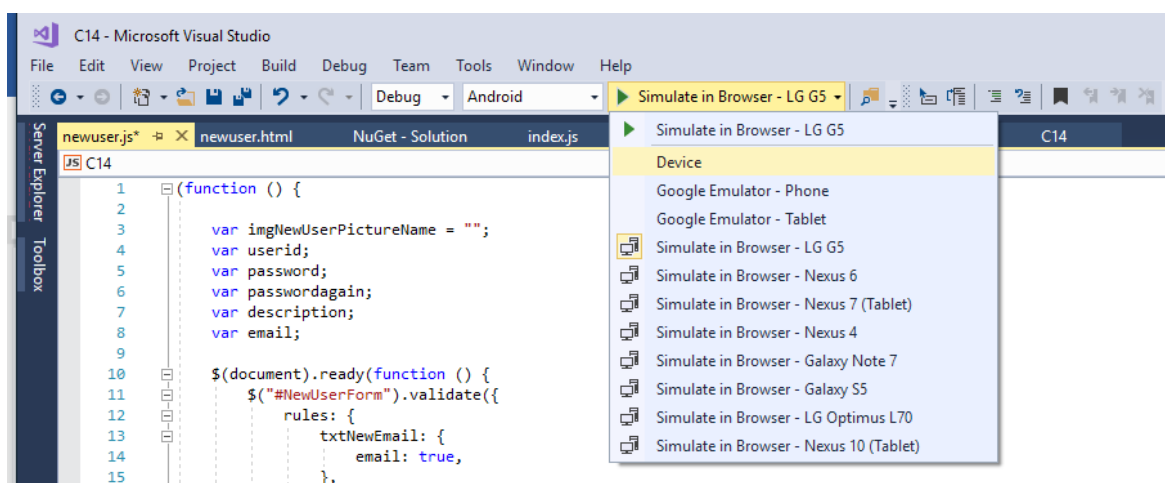 C14 - Microsoft Visual Studio
File Edit View Project Build Debug Team Tools Window Help
Debug Android Simulate in Browser - LG G5
Server Explorer
Toolbox
newuser.js* newuser.html NuGet - Solution index.js C14
JS C14
1 (function () {
2
3 var imgNewUserPictureName = "";
4 var userid;
5 var password;
6 var passwordagain;
7 var description;
8 var email;
9
10 $(document).ready(function () {
11 $("#NewUserForm").validate({
12 rules: {
13 txtNewEmail: {
14 email: true,
15 },
Simulate in Browser - LG G5
Device
Google Emulator - Phone
Google Emulator - Tablet
Simulate in Browser - LG G5
Simulate in Browser - Nexus 6
Simulate in Browser - Nexus 7 (Tablet)
Simulate in Browser - Nexus 4
Simulate in Browser - Galaxy Note 7
Simulate in Browser - Galaxy S5
Simulate in Browser - LG Optimus L70
Simulate in Browser - Nexus 10 (Tablet)